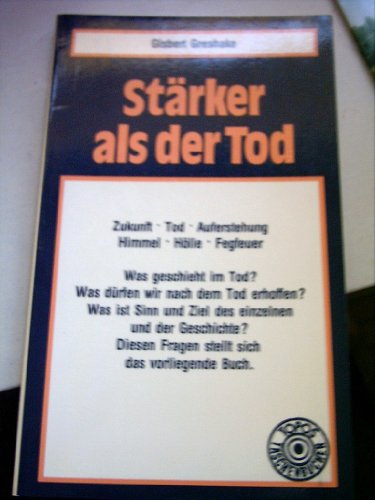 Gisbert Greshake
Stärker
als der Tod
Zukunft · Tod · Auferstehung
Himmel · Hölle · Fegfeuer
Was geschieht im Tod?
Was dürfen wir nach dem Tod erhoffen?
Was ist Sinn und Ziel des einzelnen
und der Geschichte?
Diesen Fragen stellt sich
das vorliegende Buch.
TOPOS
TASCHENBÜCHER